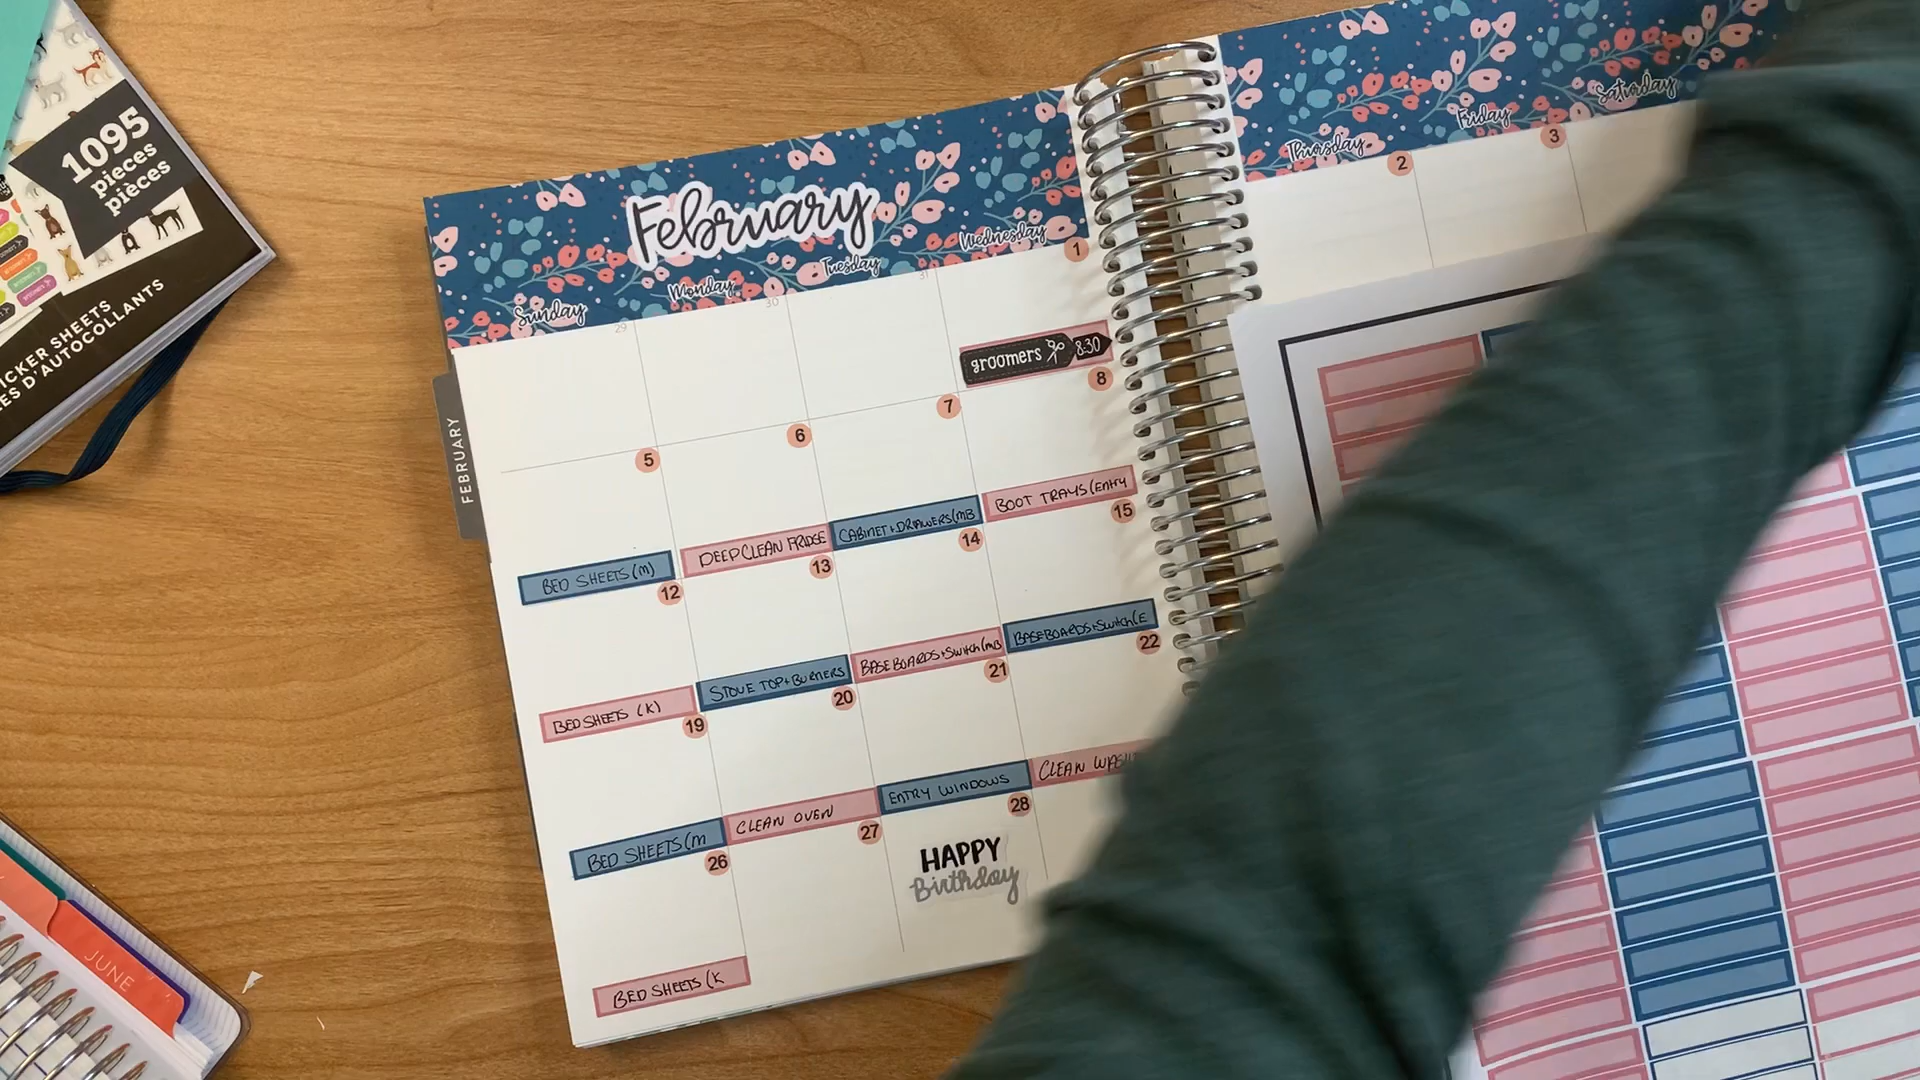 1095
pieces
pièces
groomers
ICKER SHEETS
ES D'AUTOCOLLANTS
February
Sunday
Monday
Tuesday
Wednesday
Thursday
Friday
Saturday
29
30
31
1
2
3
groomers 8:30
5
6
7
8
FEBRUARY
BED SHEETS (M)
DEEP CLEAN FRIDGE
CABINET + DRAWERS (MB
BOOT TRAYS (Entry
12
13
14
15
BED SHEETS (K)
STOVE TOP + BURNERS
BASEBOARDS + Switch (MB
BASEBOARDS + Switch (E
19
20
21
22
BED SHEETS (M
CLEAN OVEN
ENTRY WINDOWS
CLEAN
26
27
28
HAPPY
Birthday
BED SHEETS (K
JUNE